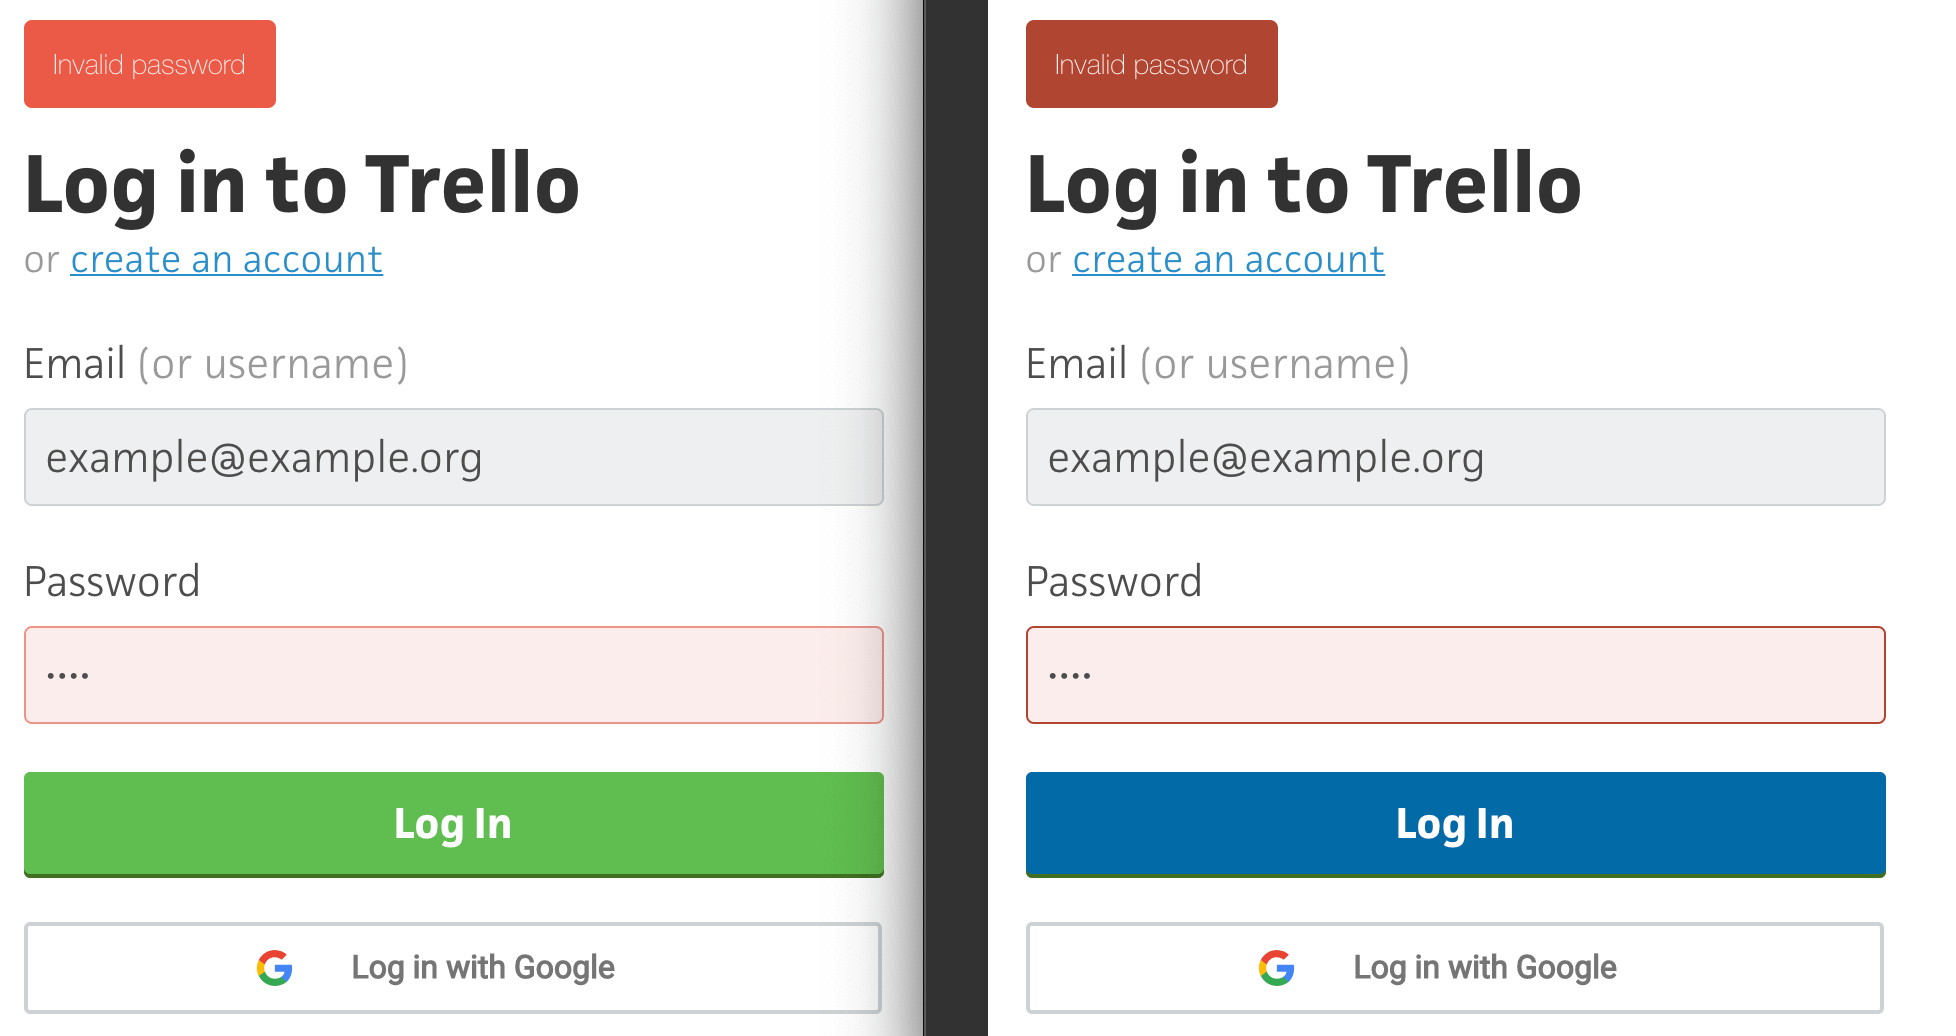 Invalid password
Log in to Trello
or create an account
Email (or username)
example@example.org
Password
····
Log In
Log in with Google
Invalid password
Log in to Trello
or create an account
Email (or username)
example@example.org
Password
····
Log In
Log in with Google